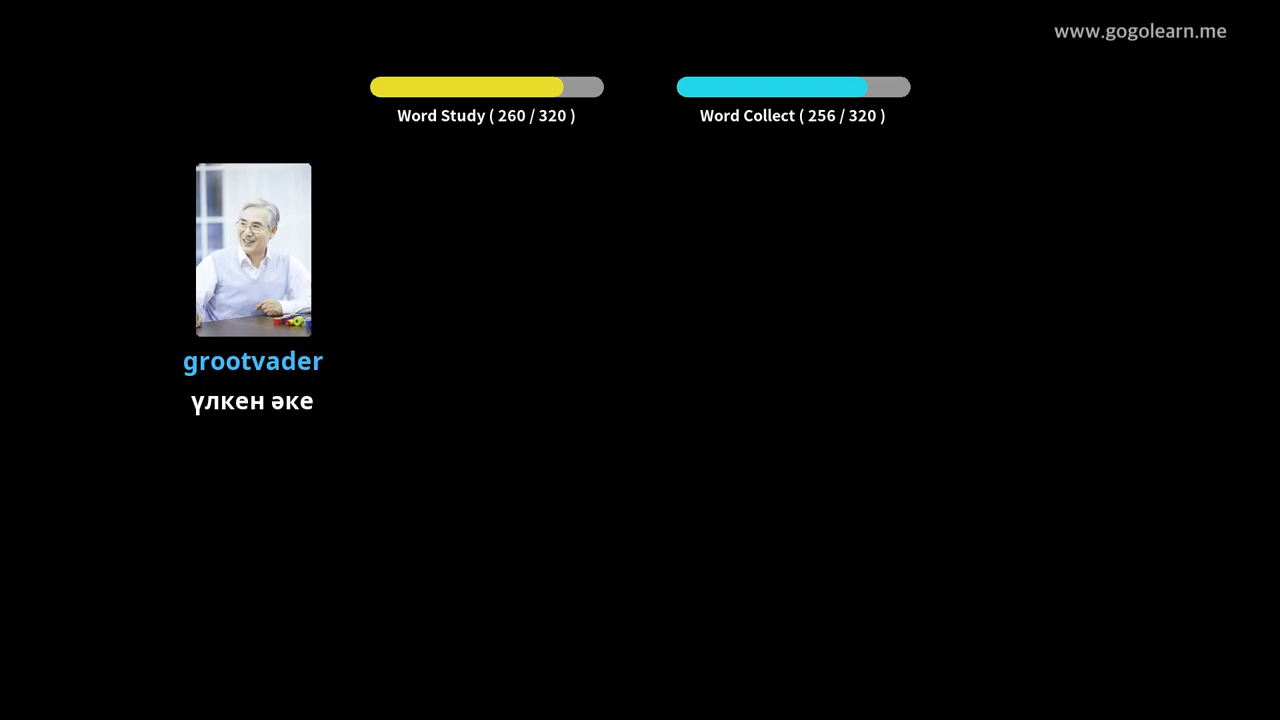 www.gogolearn.me
Word Study ( 260 / 320 )
Word Collect ( 256 / 320 )
grootvader
үлкен әке